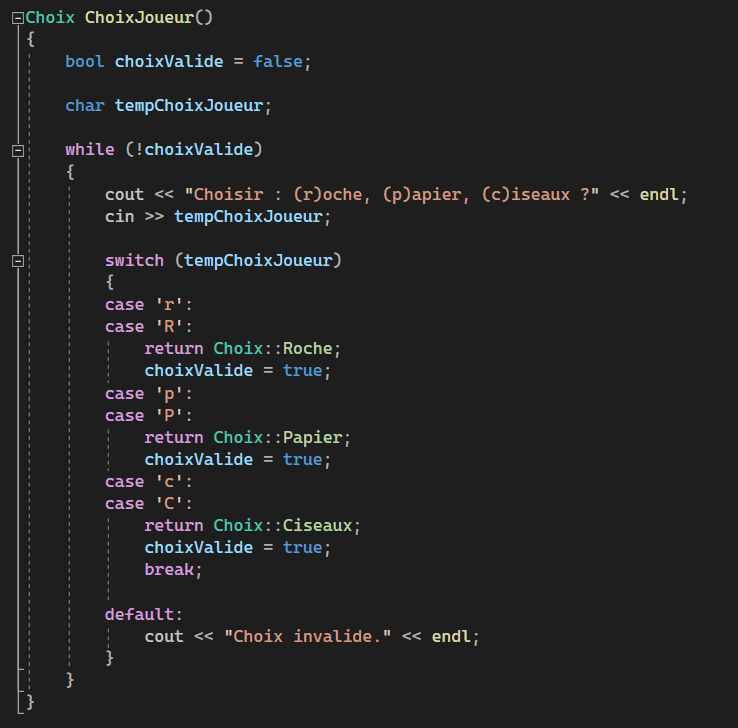 Choix ChoixJoueur()
{
    bool choixValide = false;

    char tempChoixJoueur;

    while (!choixValide)
    {
        cout << "Choisir : (r)oche, (p)apier, (c)iseaux ?" << endl;
        cin >> tempChoixJoueur;

        switch (tempChoixJoueur)
        {
        case 'r':
        case 'R':
            return Choix::Roche;
            choixValide = true;
        case 'p':
        case 'P':
            return Choix::Papier;
            choixValide = true;
        case 'c':
        case 'C':
            return Choix::Ciseaux;
            choixValide = true;
            break;

        default:
            cout << "Choix invalide." << endl;
        }
    }
}